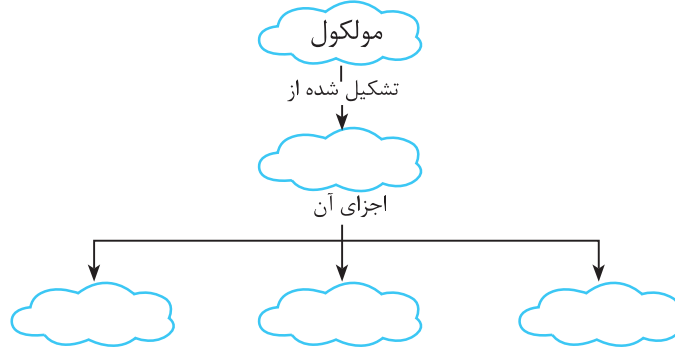 مولکول
تشکیل شده از
اجزای آن